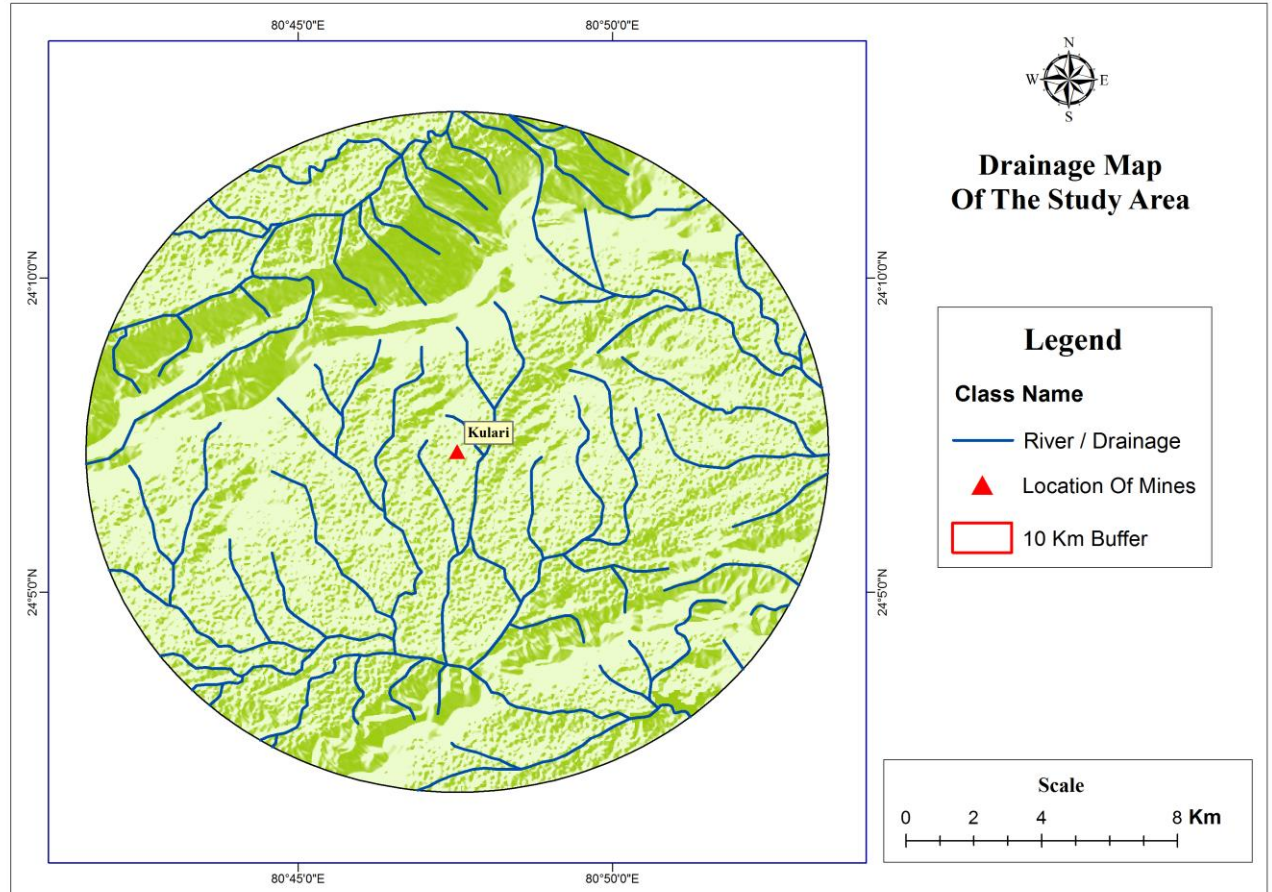 80°45'0"E
80°50'0"E
N
W
E
S
Drainage Map
Of The Study Area
24°10'0"N
24°10'0"N
Legend
Class Name
Kulari
River / Drainage
Location Of Mines
10 Km Buffer
24°5'0"N
24°5'0"N
Scale
0 2 4 8 Km
80°45'0"E
80°50'0"E